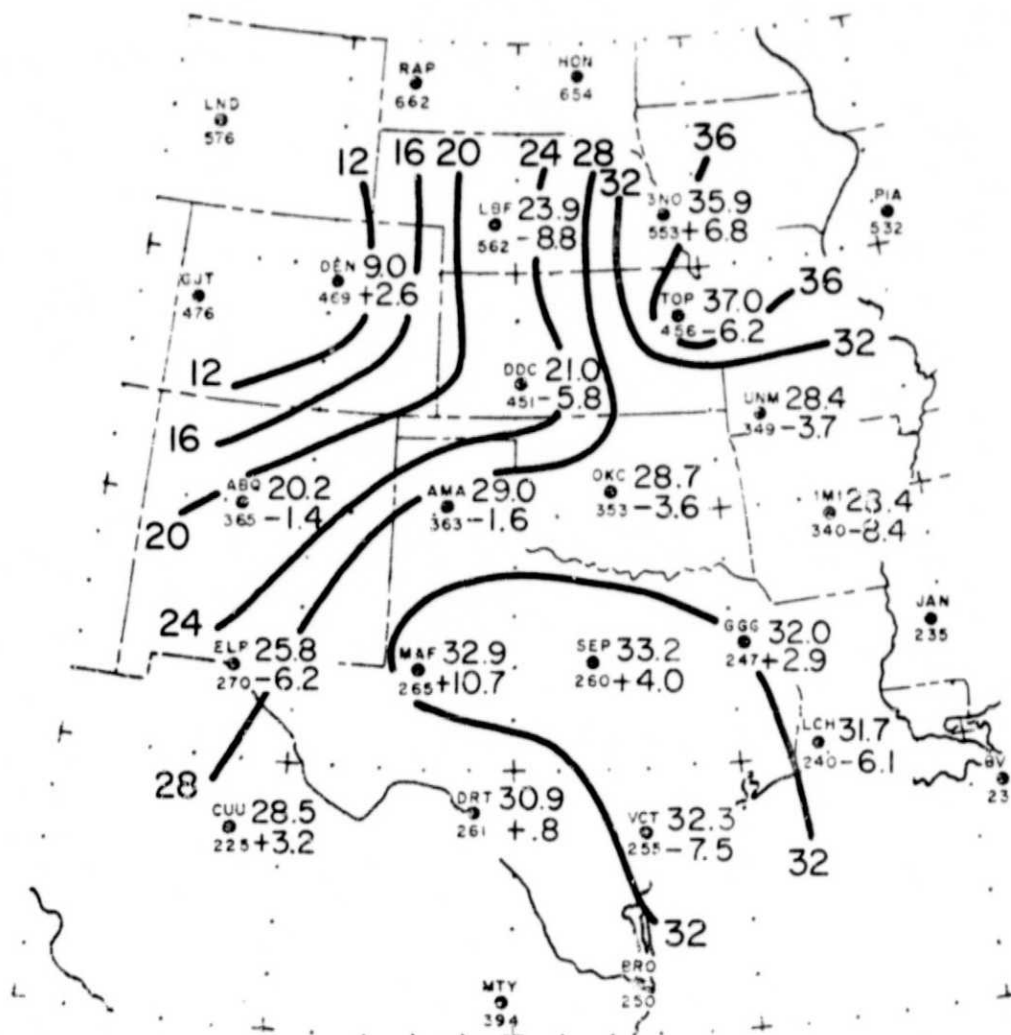 RAP
662
HON
654
LND
576
12
16
20
24
28
32
36
3NO 35.9
553 +6.8
PIA
532
LBF 23.9
562 -8.8
GJT
476
DEN 9.0
469 +2.6
TOP 37.0
456 -6.2
36
32
12
DDC 21.0
451 -5.8
UNM 28.4
349 -3.7
16
ABQ 20.2
365 -1.4
20
AMA 29.0
363 -1.6
OKC 28.7
353 -3.6
340 -8.4
24
JAN
235
ELP 25.8
270 -6.2
MAF 32.9
265 +10.7
SEP 33.2
260 +4.0
GGG 32.0
247 +2.9
LCH 31.7
240 -6.1
BV
23
28
CUU 28.5
225 +3.2
DRT 30.9
261 +.8
VCT 32.3
255 -7.5
32
32
BRO
250
MTY
394